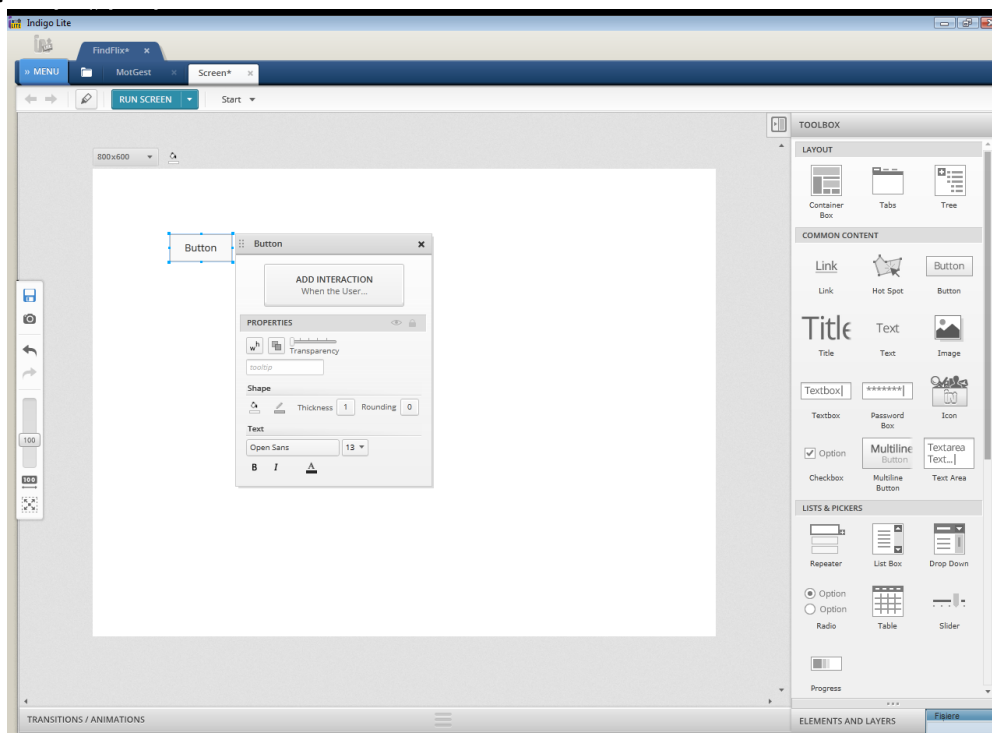 Indigo Lite
FindFlix* ×
» MENU MotGest × Screen* ×
RUN SCREEN Start
TOOLBOX
LAYOUT
800x600
Container Box
Tabs
Tree
COMMON CONTENT
Button
Button ×
ADD INTERACTION
When the User...
PROPERTIES
wh
Transparency
tooltip
Shape
Thickness 1 Rounding 0
Text
Open Sans 13
B I A
100
100
Link
Link
Hot Spot
Button
Button
Title
Title
Text
Text
Image
Textbox
Textbox
*******
Password Box
Icon
Option
Checkbox
Multiline
Button
Multiline Button
Textarea
Text...
Text Area
LISTS & PICKERS
Repeater
List Box
Drop Down
Option
Option
Radio
Table
Slider
Progress
TRANSITIONS / ANIMATIONS
ELEMENTS AND LAYERS
Fișiere